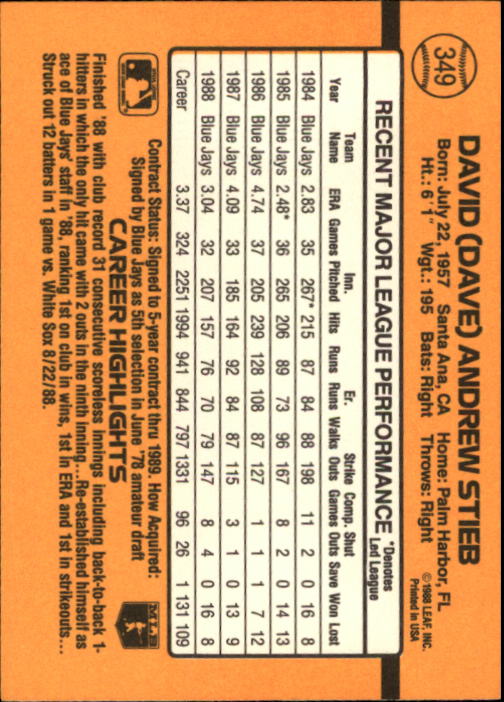 349
DAVID (DAVE) ANDREW STIEB
Born: July 22, 1957 Santa Ana, CA Home: Palm Harbor, FL
Ht.: 6'1" Wgt.: 195 Bats: Right Throws: Right
© 1988 LEAF, INC.
Printed in USA
RECENT MAJOR LEAGUE PERFORMANCE *Denotes Led League
Team Inn. Er. Strike Comp. Shut
Year Name ERA Games Pitched Hits Runs Runs Walks Outs Games Outs Save Won Lost
1984 Blue Jays 2.83 35 267* 215 87 84 88 198 11 2 0 16 8
1985 Blue Jays 2.48* 36 265 206 89 73 96 167 8 2 0 14 13
1986 Blue Jays 4.74 37 205 239 128 108 87 127 1 1 1 7 12
1987 Blue Jays 4.09 33 185 164 92 84 87 115 3 1 0 13 9
1988 Blue Jays 3.04 32 207 157 76 70 79 147 8 4 0 16 8
Career 3.37 324 2251 1994 941 844 797 1331 96 26 1 131 109
Contract Status: Signed to 5-year contract thru 1989. How Acquired:
Signed by Blue Jays as 5th selection in June '78 amateur draft
CAREER HIGHLIGHTS
MLB
Finished '88 with club record 31 consecutive scoreless innings including back-to-back 1-
hitters in which the only hit came with 2 outs in the ninth inning...Re-established himself as
ace of Blue Jays' staff in '88, ranking 1st on club in wins, 1st in ERA and 1st in strikeouts...
Struck out 12 batters in 1 game vs. White Sox 8/22/88.